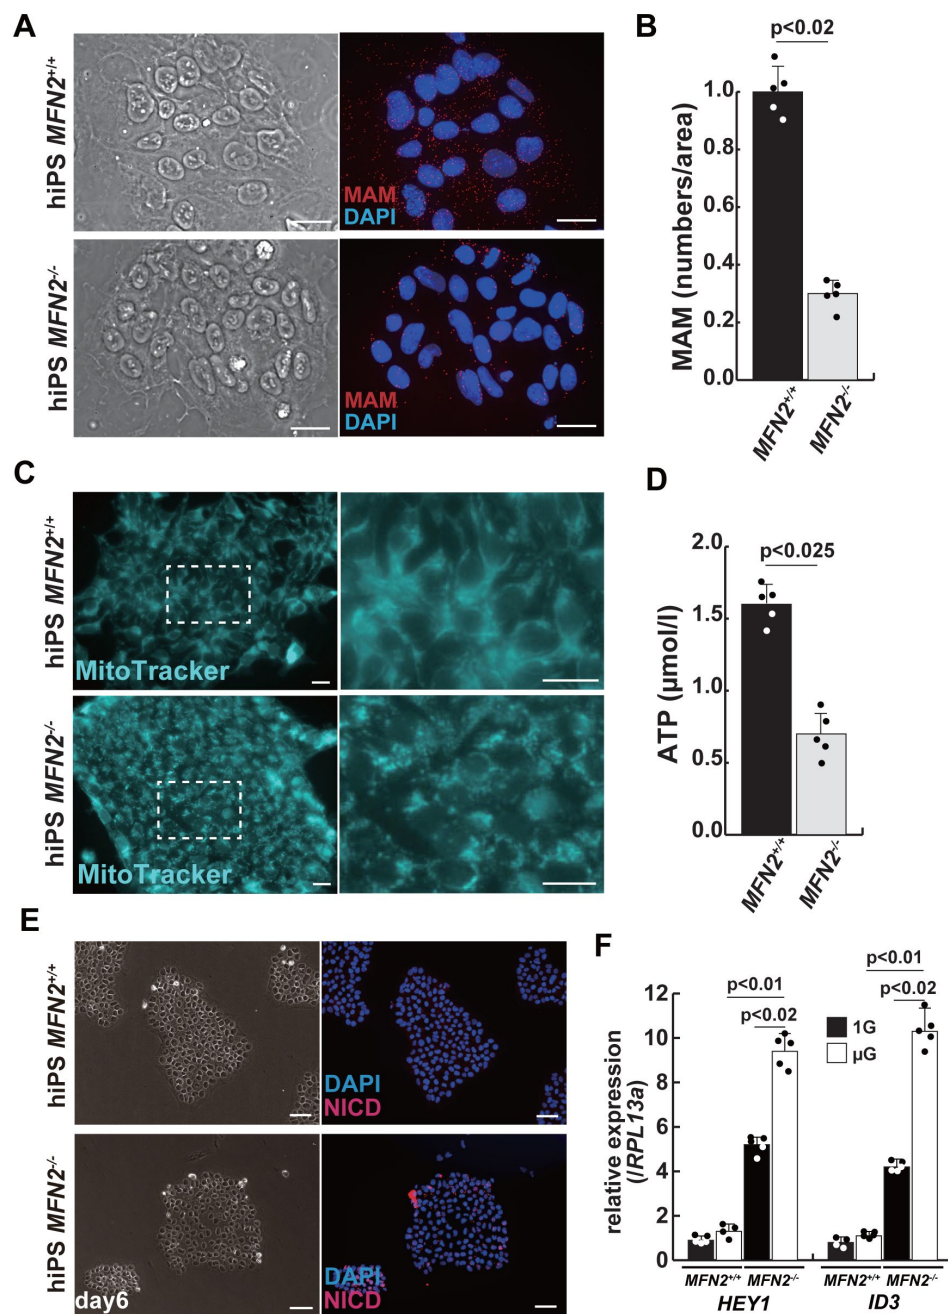 A
hiPS MFN2+/+
MAM
DAPI
hiPS MFN2-/-
MAM
DAPI
B
p<0.02
MAM (numbers/area)
1.0
0.8
0.6
0.4
0.2
0.0
MFN2+/+
MFN2-/-
C
hiPS MFN2+/+
MitoTracker
hiPS MFN2-/-
MitoTracker
D
p<0.025
ATP (µmol/l)
2.0
1.5
1.0
0.5
0.0
MFN2+/+
MFN2-/-
E
hiPS MFN2+/+
DAPI
NICD
hiPS MFN2-/-
day6
DAPI
NICD
F
p<0.01
p<0.01
p<0.02
p<0.02
relative expression
(/RPL13a)
12
10
8
6
4
2
0
1G
µG
MFN2+/+ MFN2-/- MFN2+/+ MFN2-/-
HEY1 ID3